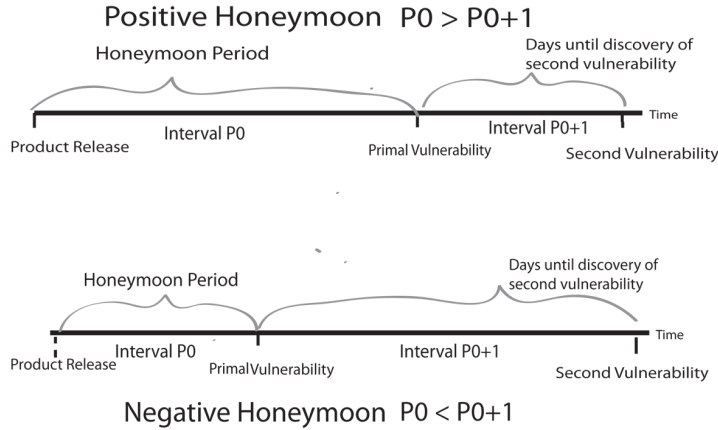 Positive Honeymoon P0 > P0+1
Honeymoon Period
Days until discovery of
second vulnerability
Time
Interval P0
Interval P0+1
Product Release
Primal Vulnerability
Second Vulnerability
Honeymoon Period
Days until discovery of
second vulnerability
Time
Interval P0
Interval P0+1
Product Release
PrimalVulnerability
Second Vulnerability
Negative Honeymoon P0 < P0+1